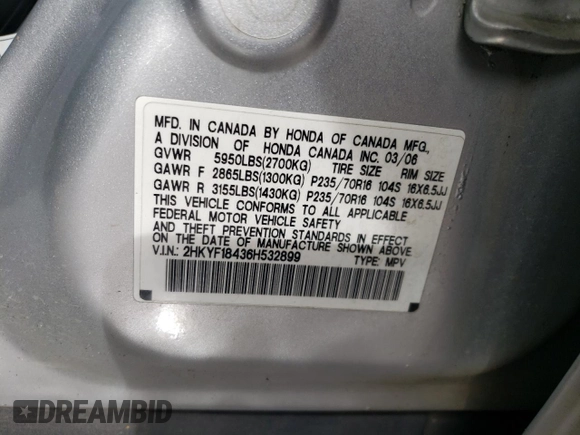 MFD. IN CANADA BY HONDA OF CANADA MFG.,
A DIVISION OF HONDA CANADA INC. 03/06
GVWR 5950LBS(2700KG) TIRE SIZE RIM SIZE
GAWR F 2865LBS(1300KG) P235/70R16 104S 16X6.5JJ
GAWR R 3155LBS(1430KG) P235/70R16 104S 16X6.5JJ
THIS VEHICLE CONFORMS TO ALL APPLICABLE
FEDERAL MOTOR VEHICLE SAFETY
AND THEFT PREVENTION STANDARDS IN EFFECT
ON THE DATE OF MANUFACTURE SHOWN ABOVE
V.I.N.: 2HKYF18436H532899 TYPE: MPV
DREAMBID